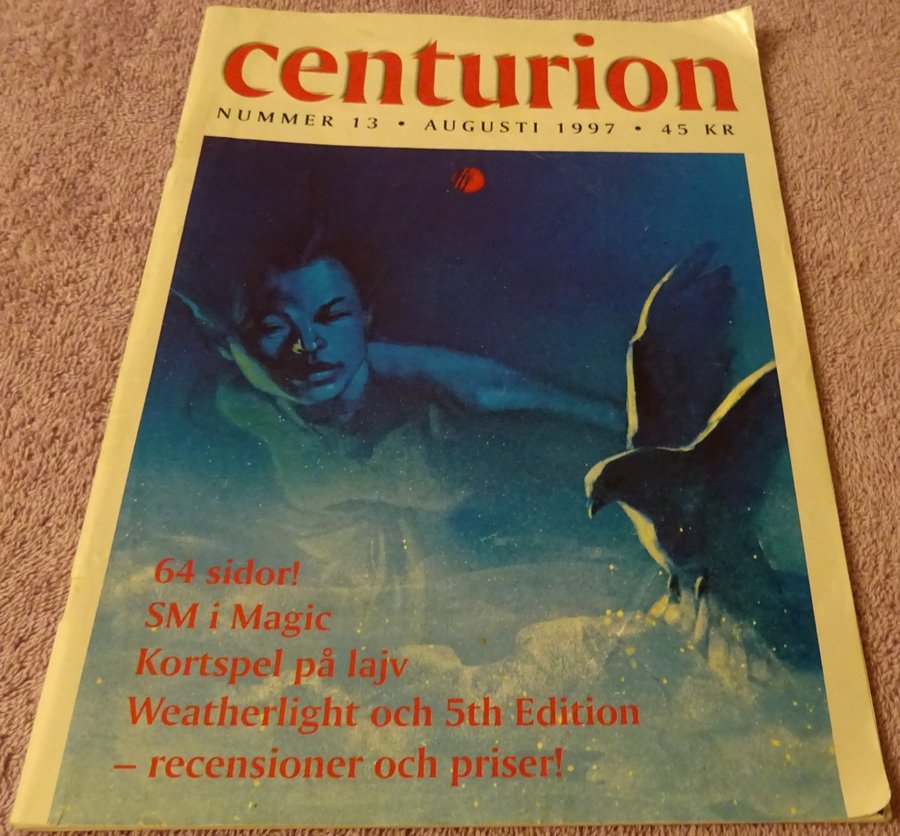 centurion
NUMMER 13 • AUGUSTI 1997 • 45 KR
64 sidor!
SM i Magic
Kortspel på lajv
Weatherlight och 5th Edition
– recensioner och priser!